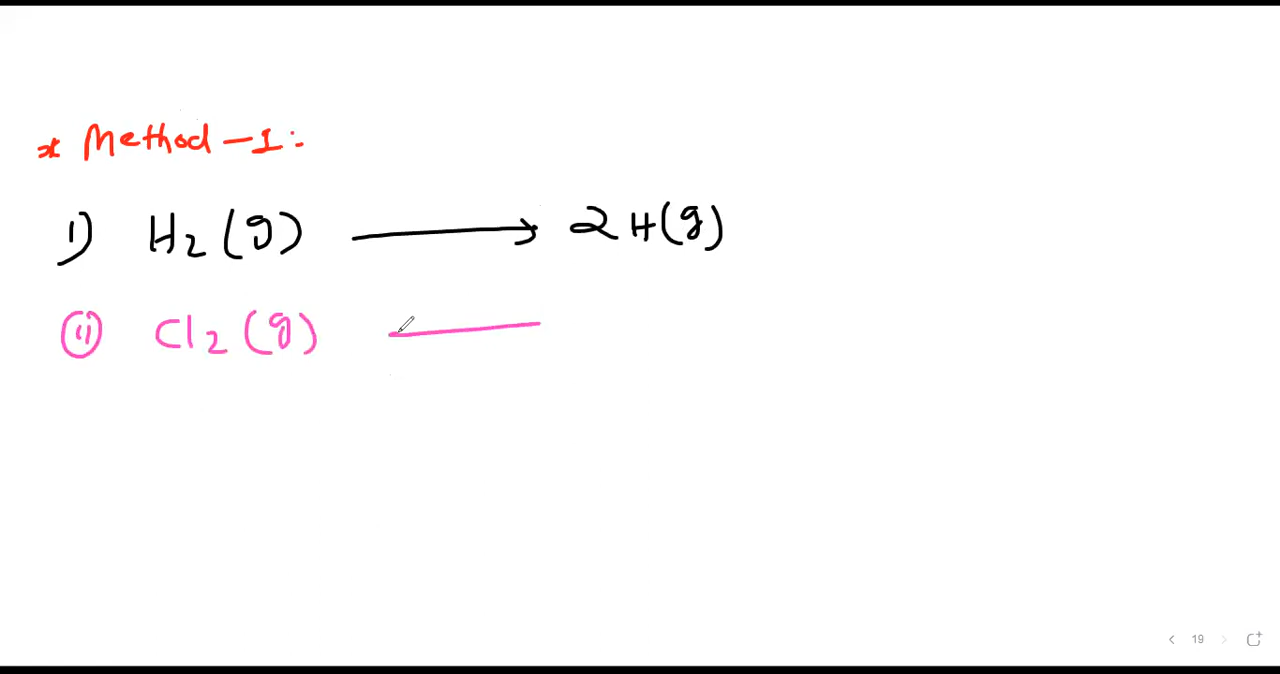 * Method-1:
1) H₂(g) ⟶ 2H(g)
(ii) Cl₂(g) —
19